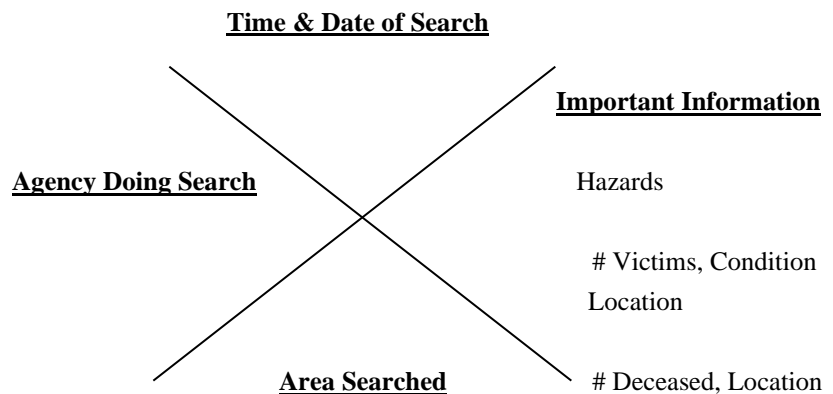 Time & Date of Search
Important Information
Agency Doing Search
Hazards
# Victims, Condition
Location
Area Searched
# Deceased, Location